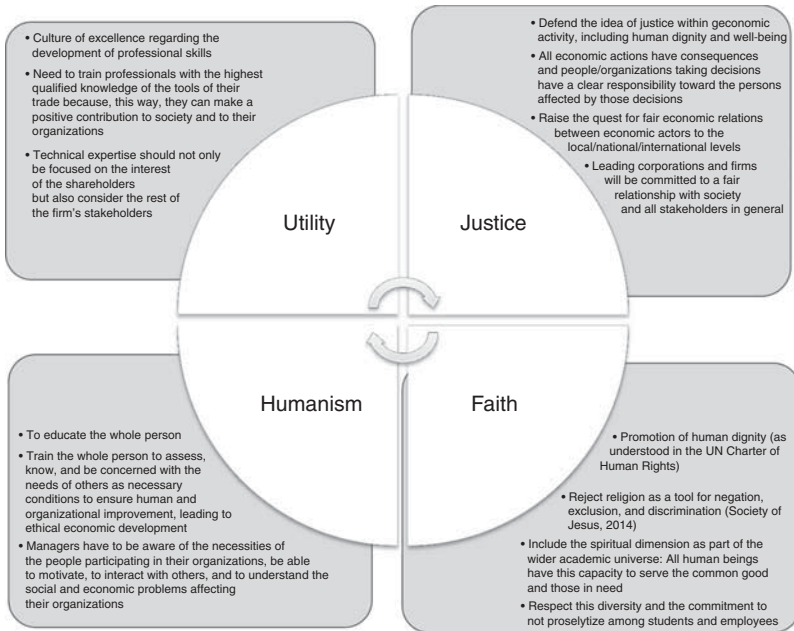 • Culture of excellence regarding the
development of professional skills
• Need to train professionals with the highest
qualified knowledge of the tools of their
trade because, this way, they can make a
positive contribution to society and to their
organizations
• Technical expertise should not only
be focused on the interest
of the shareholders
but also consider the rest of
the firm's stakeholders
Utility
• Defend the idea of justice within geconomic
activity, including human dignity and well-being
• All economic actions have consequences
and people/organizations taking decisions
have a clear responsibility toward the persons
affected by those decisions
• Raise the quest for fair economic relations
between economic actors to the
local/national/international levels
• Leading corporations and firms
will be committed to a fair
relationship with society
and all stakeholders in general
Justice
Humanism
• To educate the whole person
• Train the whole person to assess,
know, and be concerned with the
needs of others as necessary
conditions to ensure human and
organizational improvement, leading to
ethical economic development
• Managers have to be aware of the necessities of
the people participating in their organizations, be able
to motivate, to interact with others, and to understand the
social and economic problems affecting
their organizations
Faith
• Promotion of human dignity (as
understood in the UN Charter of
Human Rights)
• Reject religion as a tool for negation,
exclusion, and discrimination (Society of
Jesus, 2014)
• Include the spiritual dimension as part of the
wider academic universe: All human beings
have this capacity to serve the common good
and those in need
• Respect this diversity and the commitment to
not proselytize among students and employees